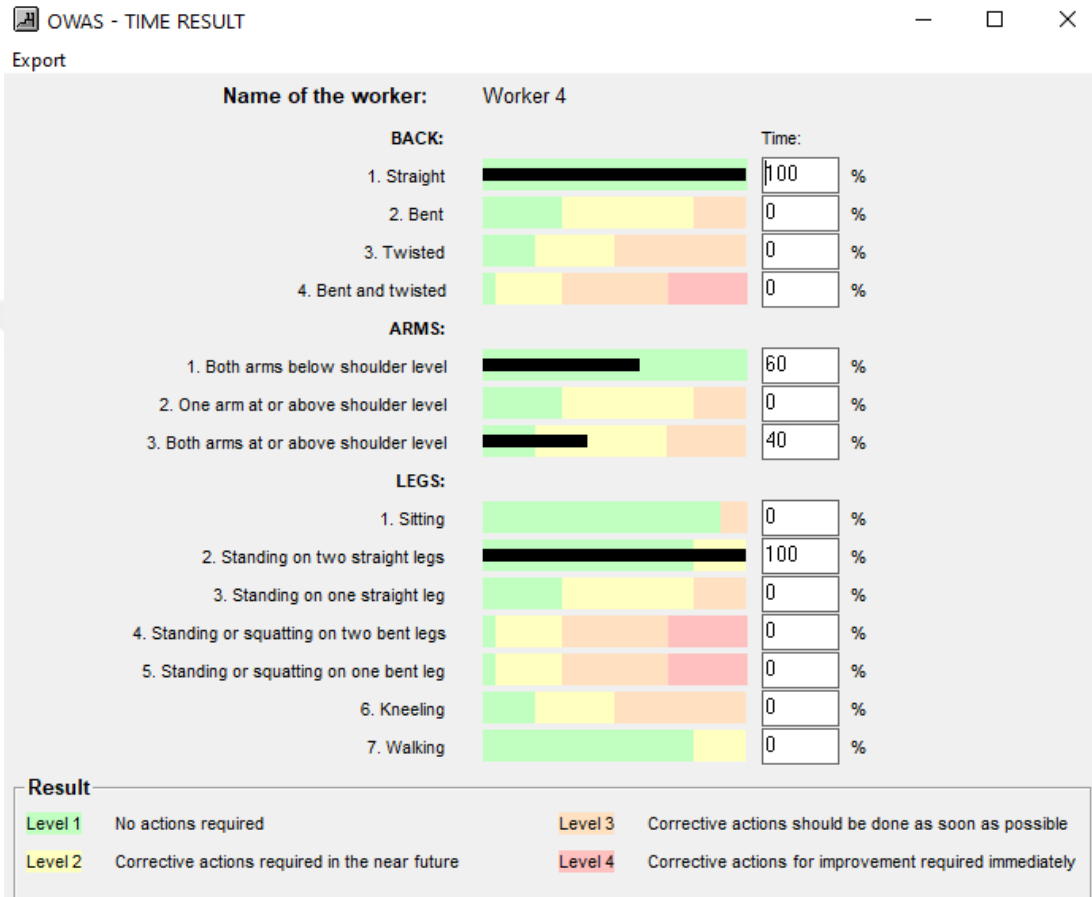 OWAS - TIME RESULT
Export
Name of the worker: Worker 4
BACK: Time:
1. Straight 100 %
2. Bent 0 %
3. Twisted 0 %
4. Bent and twisted 0 %
ARMS:
1. Both arms below shoulder level 60 %
2. One arm at or above shoulder level 0 %
3. Both arms at or above shoulder level 40 %
LEGS:
1. Sitting 0 %
2. Standing on two straight legs 100 %
3. Standing on one straight leg 0 %
4. Standing or squatting on two bent legs 0 %
5. Standing or squatting on one bent leg 0 %
6. Kneeling 0 %
7. Walking 0 %
Result
Level 1 No actions required Level 3 Corrective actions should be done as soon as possible
Level 2 Corrective actions required in the near future Level 4 Corrective actions for improvement required immediately